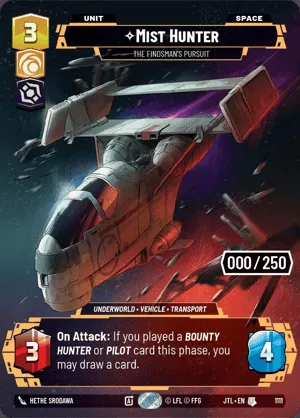 UNIT
SPACE
3
✧MIST HUNTER
THE FINDSMAN'S PURSUIT
000/250
UNDERWORLD • VEHICLE • TRANSPORT
3
On Attack: If you played a BOUNTY
HUNTER or PILOT card this phase, you
may draw a card.
4
HETHE SRODAWA
© LFL © FFG
JTL • EN